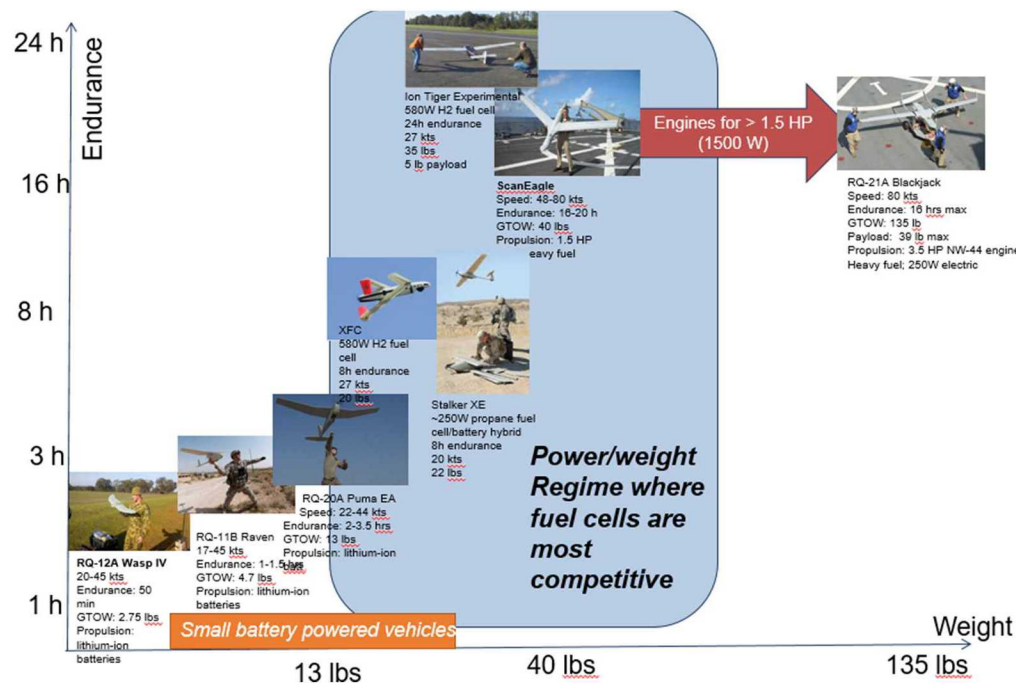 24 h
Endurance
16 h
8 h
3 h
1 h
Ion Tiger Experimental
580W H2 fuel cell
24h endurance
27 kts
35 lbs
5 lb payload
ScanEagle
Speed: 48-80 kts
Endurance: 16-20 h
GTOW: 40 lbs
Propulsion: 1.5 HP
eavy fuel
Engines for > 1.5 HP
(1500 W)
RQ-21A Blackjack
Speed: 80 kts
Endurance: 16 hrs max
GTOW: 135 lb
Payload: 39 lb max
Propulsion: 3.5 HP NW-44 engine
Heavy fuel; 250W electric
XFC
580W H2 fuel
cell
8h endurance
27 kts
20 lbs
Stalker XE
~250W propane fuel
cell/battery hybrid
8h endurance
20 kts
22 lbs
Power/weight
Regime where
fuel cells are
most
competitive
RQ-20A Puma EA
Speed: 22-44 kts
Endurance: 2-3.5 hrs
GTOW: 13 lbs
Propulsion: lithium-ion
batt
RQ-11B Raven
17-45 kts
Endurance: 1-1.5 hrs
GTOW: 4.7 lbs
Propulsion: lithium-ion
batteries
RQ-12A Wasp IV
20-45 kts
Endurance: 50
min
GTOW: 2.75 lbs
Propulsion:
lithium-ion
batteries
Small battery powered vehicles
Weight
13 lbs
40 lbs
135 lbs